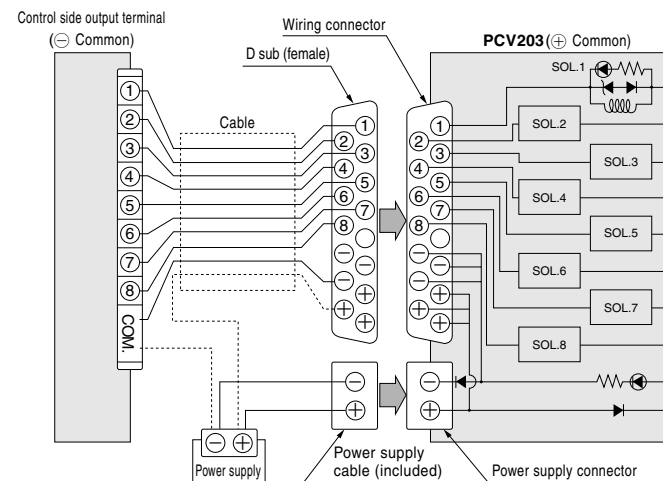 Control side output terminal
(⊖ Common)
Wiring connector
D sub (female)
PCV203 (⊕ Common)
SOL.1
Cable
1
2
3
4
5
6
7
8
COM.
1
2
3
4
5
6
7
8
⊖
⊖
⊕
⊕
⊕
1
2
3
4
5
6
7
8
⊖
⊖
⊖
⊕
⊕
⊕
SOL.2
SOL.3
SOL.4
SOL.5
SOL.6
SOL.7
SOL.8
⊖
⊕
⊖
⊕
⊖ ⊕
Power supply
Power supply
cable (included)
Power supply connector